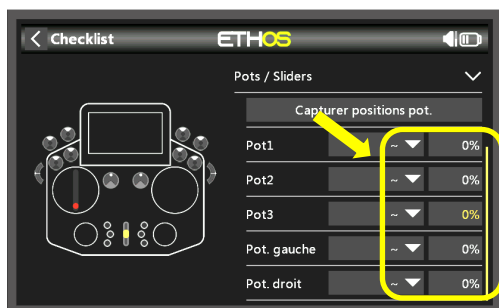 < Checklist ETHOS
Pots / Sliders
Capturer positions pot.
Pot1 ~ 0%
Pot2 ~ 0%
Pot3 ~ 0%
Pot. gauche ~ 0%
Pot. droit ~ 0%